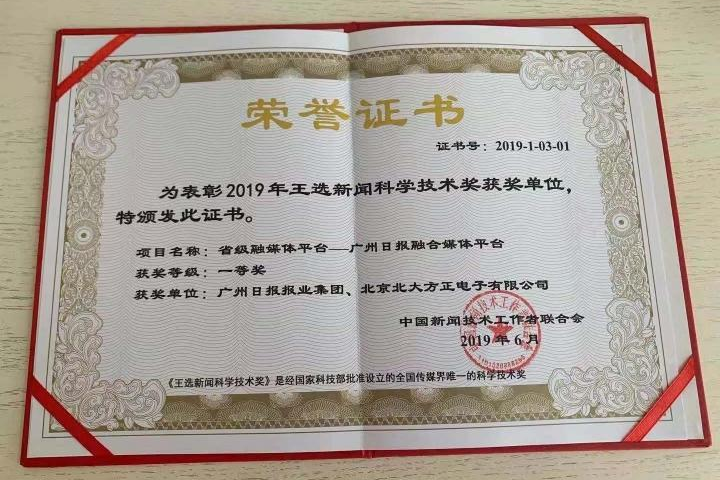 荣誉证书
证书号：2019-1-03-01
为表彰2019年王选新闻科学技术奖获奖单位，
特颁发此证书。
项目名称：省级融媒体平台——广州日报融合媒体平台
获奖等级：一等奖
获奖单位：广州日报报业集团、北京北大方正电子有限公司
中国新闻技术工作者联合会
2019年6月
《王选新闻科学技术奖》是经国家科技部批准设立的全国传媒界唯一的科学技术奖